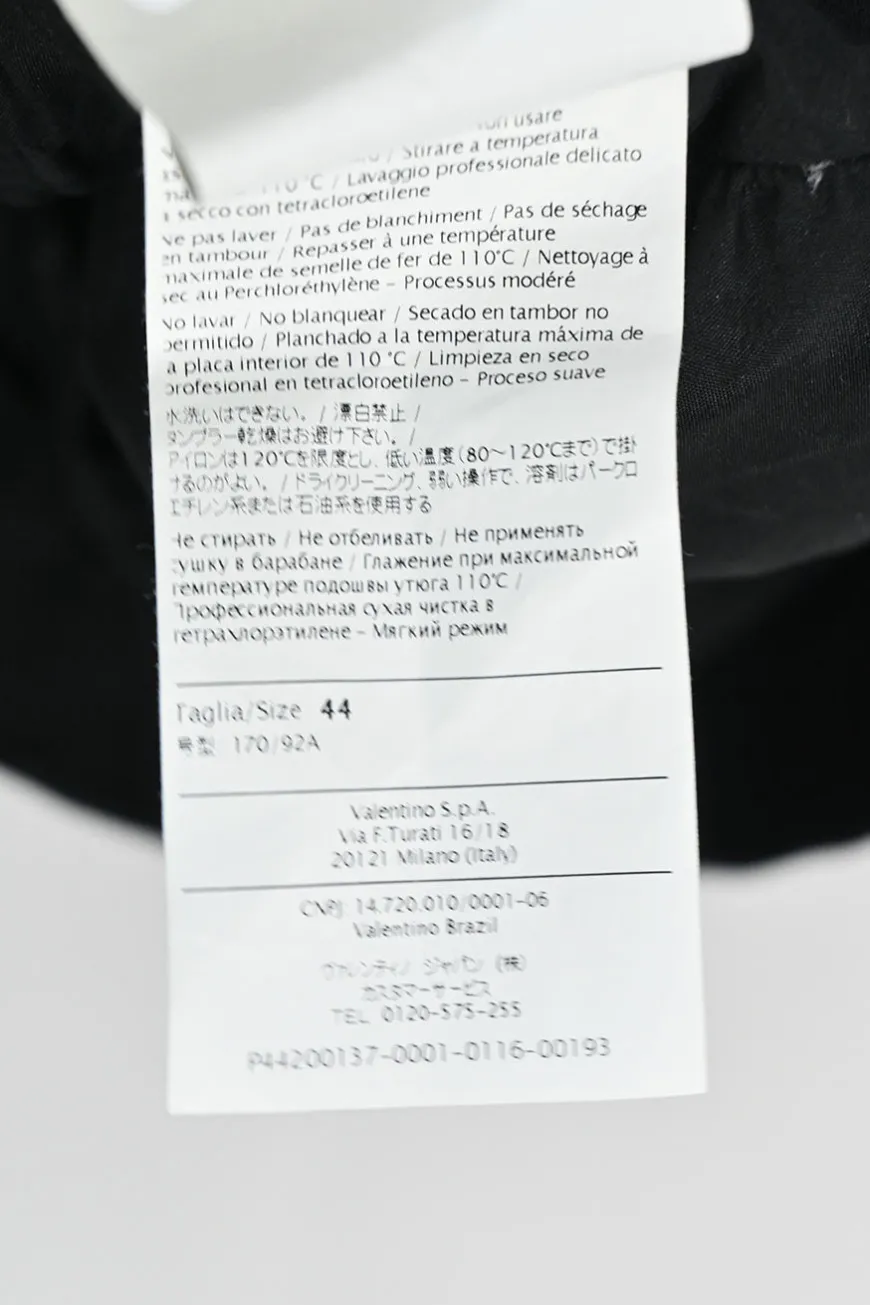 usare
Stirare a temperatura
110 °C / Lavaggio professionale delicato
secco con tetracloroetilene
pas laver / Pas de blanchiment / Pas de séchage
en tambour / Repasser à une température
maximale de semelle de fer de 110°C / Nettoyage à
sec au Perchloréthylène – Processus modéré
No lavar / No blanquear / Secado en tambor no
permitido / Planchado a la temperatura máxima de
a placa interior de 110 °C / Limpieza en seco
profesional en tetracloroetileno – Proceso suave
水洗いはできない。/ 漂白禁止 /
タンブラー乾燥はお避け下さい。/
アイロンは120℃を限度とし、低い温度(80～120℃まで)で掛
けるのがよい。/ ドライクリーニング、弱い操作で、溶剤はパークロ
エチレン系または石油系を使用する
Не стирать / Не отбеливать / Не применять
сушку в барабане / Глажение при максимальной
температуре подошвы утюга 110°C /
Профессиональная сухая чистка в
тетрахлорэтилене – Мягкий режим
Taglia/Size 44
号型 170/92A
Valentino S.p.A.
Via F.Turati 16/18
20121 Milano (Italy)
CNPJ: 14.720.010/0001-06
Valentino Brazil
ヴァレンティノ ジャパン (株)
カスタマーサービス
TEL 0120-575-255
P44200137-0001-0116-00193